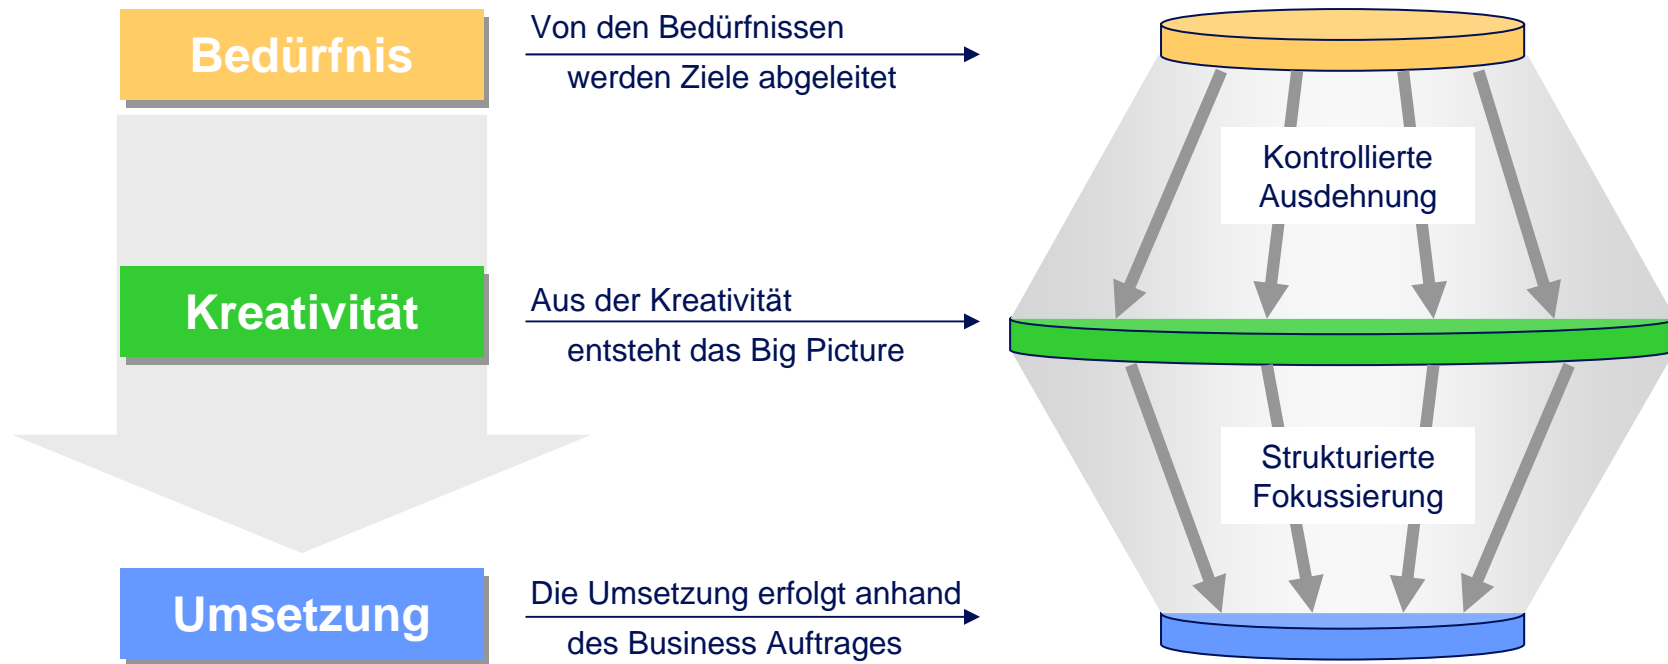 Bedürfnis
Von den Bedürfnissen
werden Ziele abgeleitet
Kontrollierte
Ausdehnung
Kreativität
Aus der Kreativität
entsteht das Big Picture
Strukturierte
Fokussierung
Umsetzung
Die Umsetzung erfolgt anhand
des Business Auftrages